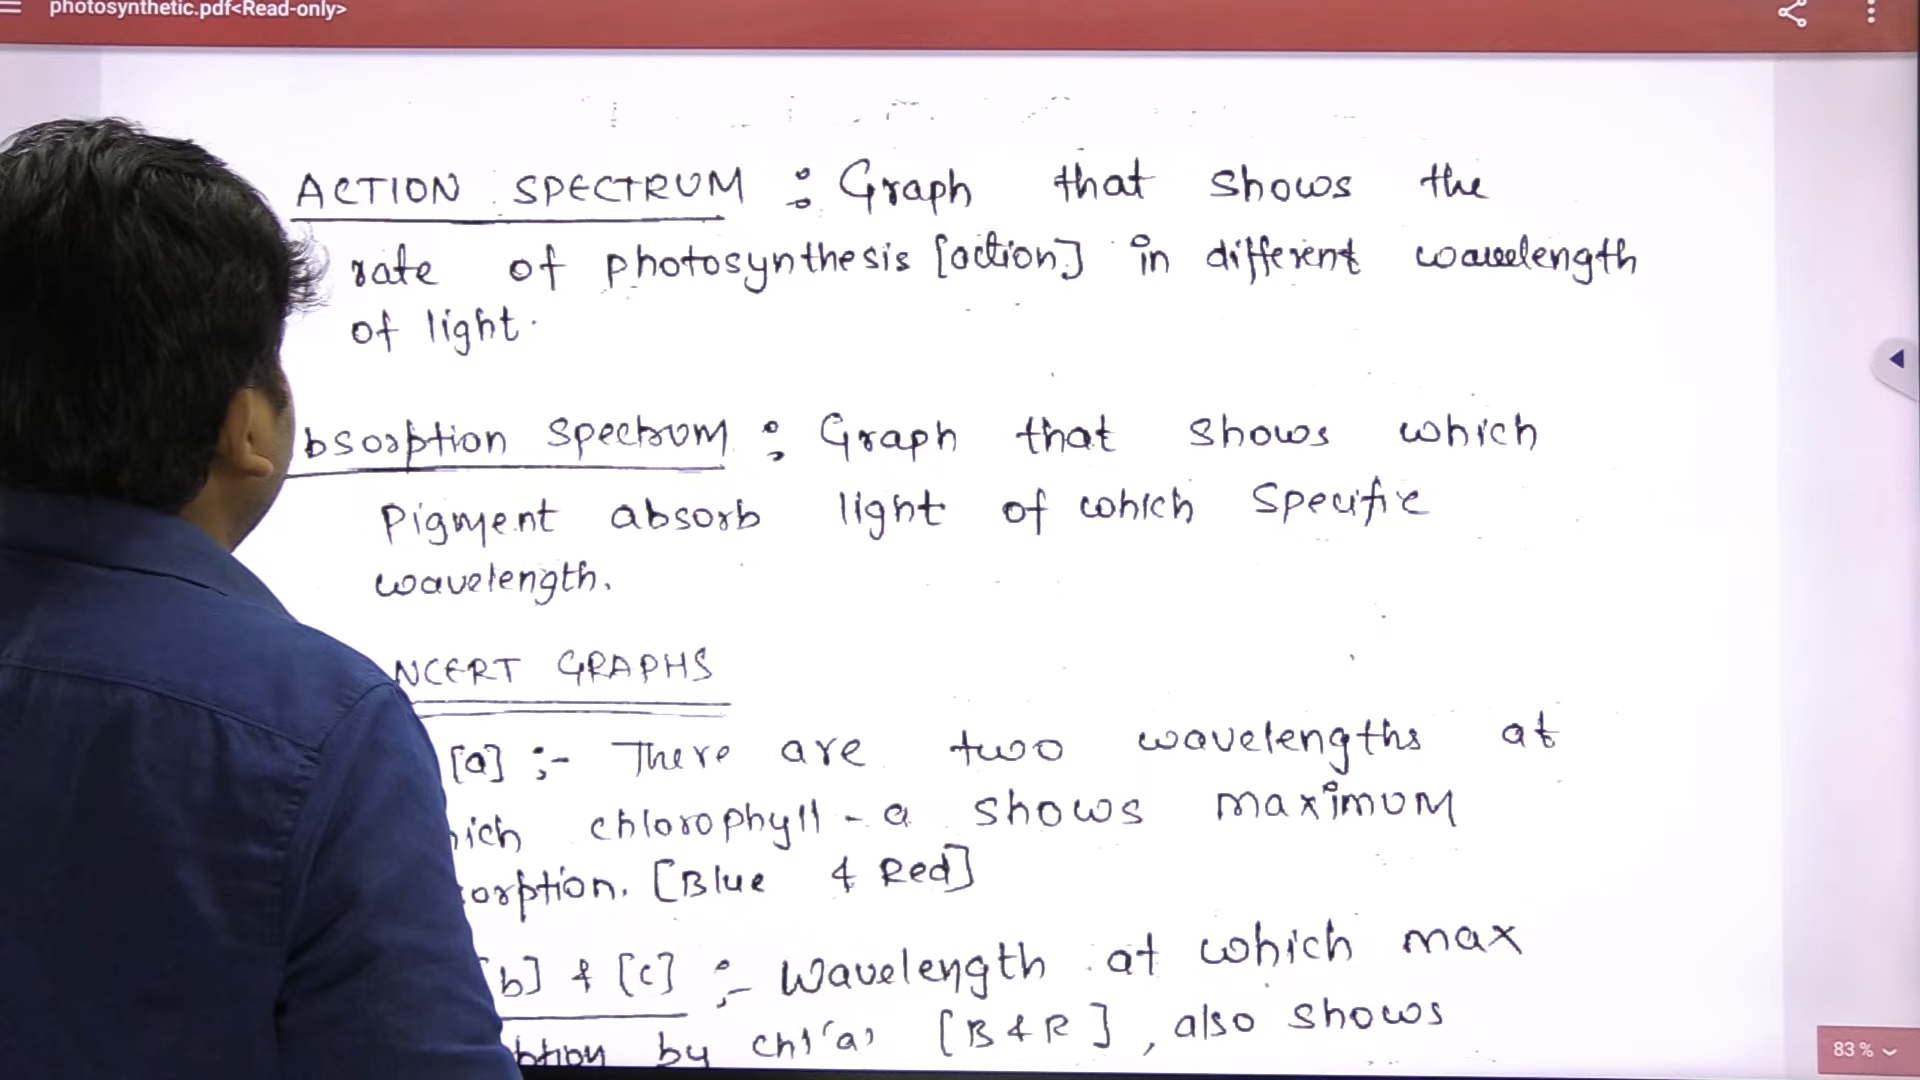 photosynthetic.pdf<Read-only>
ACTION SPECTRUM : Graph that shows the
rate of photosynthesis [action] in different wavelength
of light.
bsorption spectrum : Graph that shows which
Pigment absorb light of which Specific
wavelength.
NCERT GRAPHS
[a] :- There are two wavelengths at
ich chlorophyll - a shows maximum
orption. [Blue & Red]
[b] & [c] :- Wavelength at which max
ption by chl 'a' [B & R], also shows
83 %